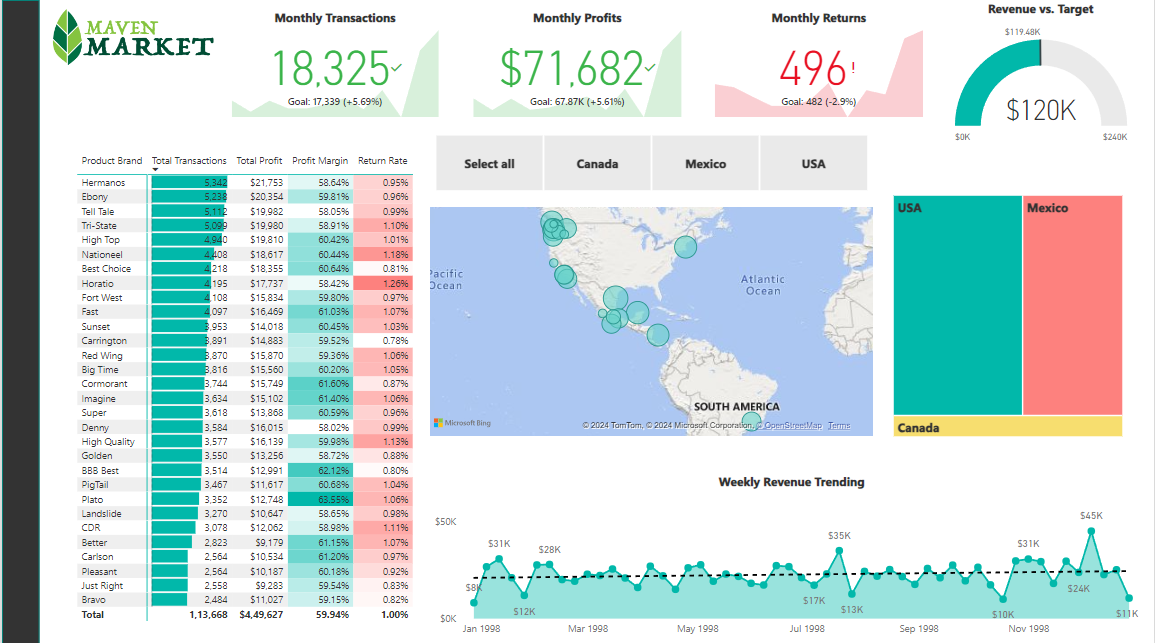 MAVEN
MARKET
Monthly Transactions
18,325
Goal: 17,339 (+5.69%)
Monthly Profits
$71,682
Goal: 67.87K (+5.61%)
Monthly Returns
496!
Goal: 482 (-2.9%)
Revenue vs. Target
$119.48K
$120K
$0K $240K
Select all Canada Mexico USA
Product Brand Total Transactions Total Profit Profit Margin Return Rate
Hermanos 5,342 $21,753 58.64% 0.95%
Ebony 5,238 $20,354 59.81% 0.96%
Tell Tale 5,112 $19,982 58.05% 0.99%
Tri-State 5,099 $19,980 58.91% 1.10%
High Top 4,940 $19,810 60.42% 1.01%
Nationeel 4,408 $18,617 60.44% 1.18%
Best Choice 4,218 $18,355 60.64% 0.81%
Horatio 4,195 $17,737 58.42% 1.26%
Fort West 4,108 $15,834 59.80% 0.97%
Fast 4,097 $16,469 61.03% 1.07%
Sunset 3,953 $14,018 60.45% 1.03%
Carrington 3,891 $14,883 59.52% 0.78%
Red Wing 3,870 $15,870 59.36% 1.06%
Big Time 3,816 $15,560 60.20% 1.05%
Cormorant 3,744 $15,749 61.60% 0.87%
Imagine 3,634 $15,102 61.40% 1.06%
Super 3,618 $13,868 60.59% 0.96%
Denny 3,584 $16,015 58.02% 0.99%
High Quality 3,577 $16,139 59.98% 1.13%
Golden 3,550 $13,256 58.72% 0.88%
BBB Best 3,514 $12,991 62.12% 0.80%
PigTail 3,467 $11,617 60.68% 1.04%
Plato 3,352 $12,748 63.55% 1.06%
Landslide 3,270 $10,647 58.65% 0.98%
CDR 3,078 $12,062 58.98% 1.11%
Better 2,823 $9,179 61.15% 1.07%
Carlson 2,564 $10,534 61.20% 0.97%
Pleasant 2,564 $10,187 60.18% 0.92%
Just Right 2,558 $9,283 59.54% 0.83%
Bravo 2,484 $11,027 59.15% 0.82%
Total 1,13,668 $4,49,627 59.94% 1.00%
Pacific
Ocean
Atlantic
Ocean
SOUTH AMERICA
Microsoft Bing
© 2024 TomTom, © 2024 Microsoft Corporation, © OpenStreetMap Terms
USA Mexico
Canada
Weekly Revenue Trending
$50K
$0K
$8K $31K $12K $28K $17K $35K $13K $10K $31K $24K $45K $11K
Jan 1998 Mar 1998 May 1998 Jul 1998 Sep 1998 Nov 1998